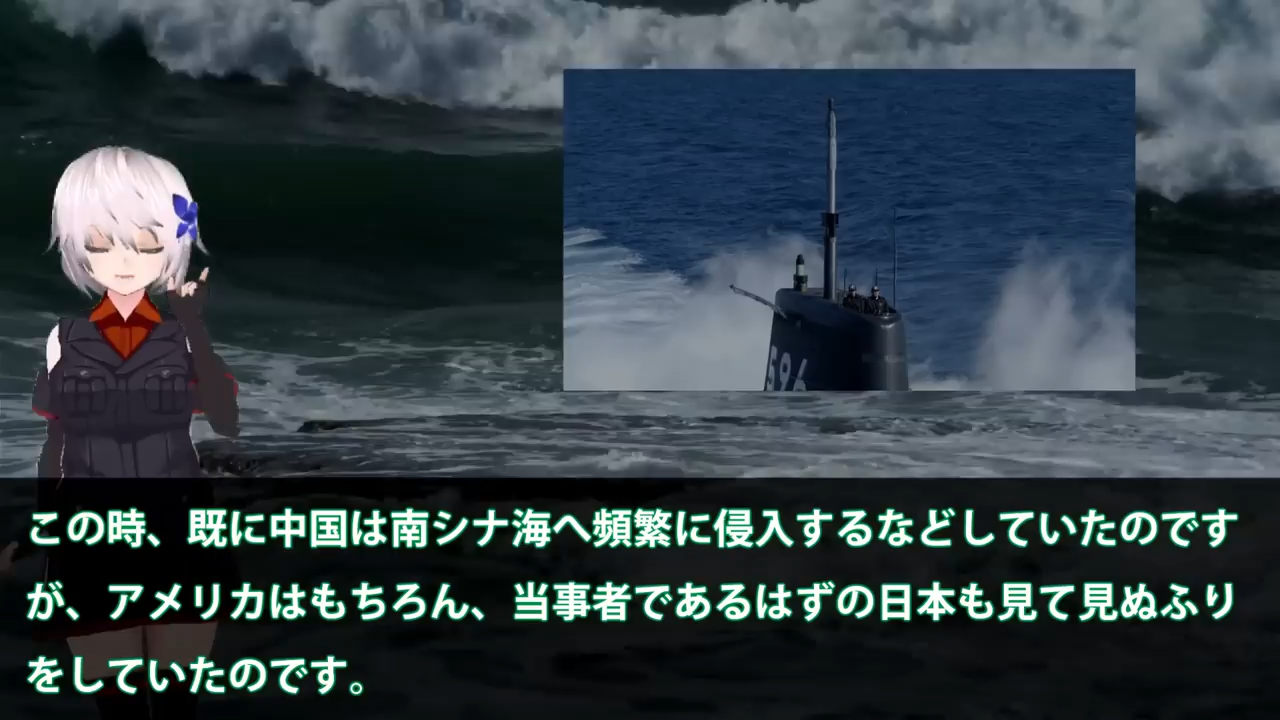 596
この時、既に中国は南シナ海へ頻繁に侵入するなどしていたのです
が、アメリカはもちろん、当事者であるはずの日本も見て見ぬふり
をしていたのです。